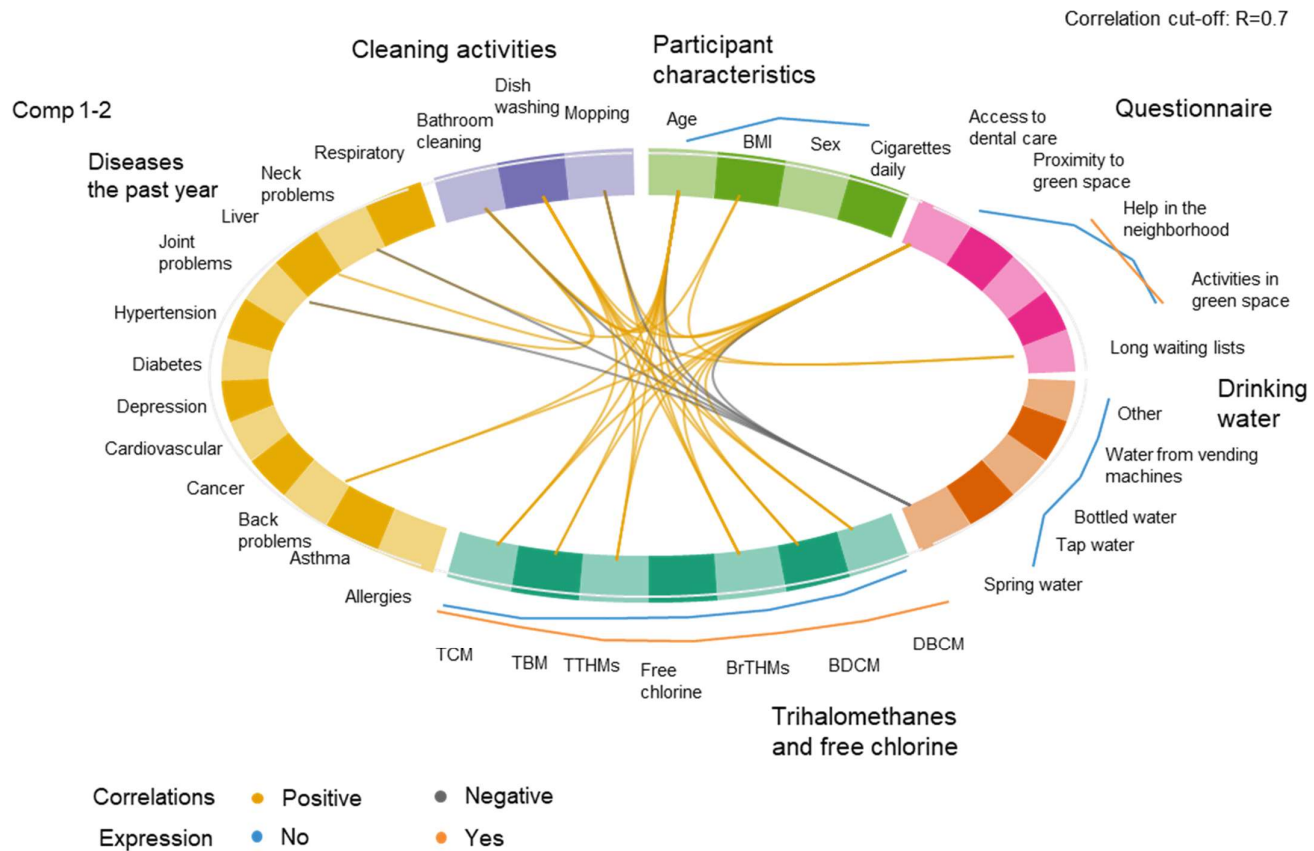 Correlation cut-off: R=0.7
Cleaning activities
Participant
characteristics
Comp 1-2
Questionnaire
Diseases
the past year
Respiratory
Neck
problems
Liver
Joint
problems
Hypertension
Diabetes
Depression
Cardiovascular
Cancer
Back
problems
Asthma
Allergies
Bathroom
cleaning
Dish
washing
Mopping
Age
BMI
Sex
Cigarettes
daily
Access to
dental care
Proximity to
green space
Help in the
neighborhood
Activities in
green space
Long waiting lists
Drinking
water
Other
Water from vending
machines
Bottled water
Tap water
Spring water
TCM
TBM
TTHMs
Free
chlorine
BrTHMs
BDCM
DBCM
Trihalomethanes
and free chlorine
Correlations Positive Negative
Expression No Yes